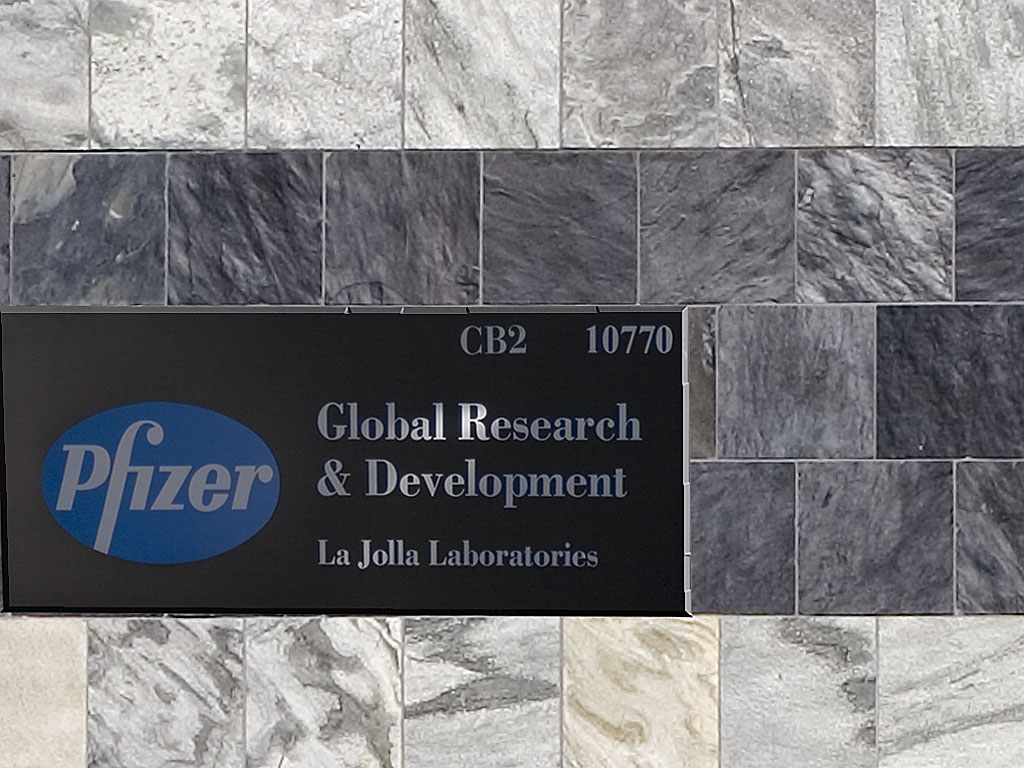 CB2 10770
Pfizer
Global Research
& Development
La Jolla Laboratories